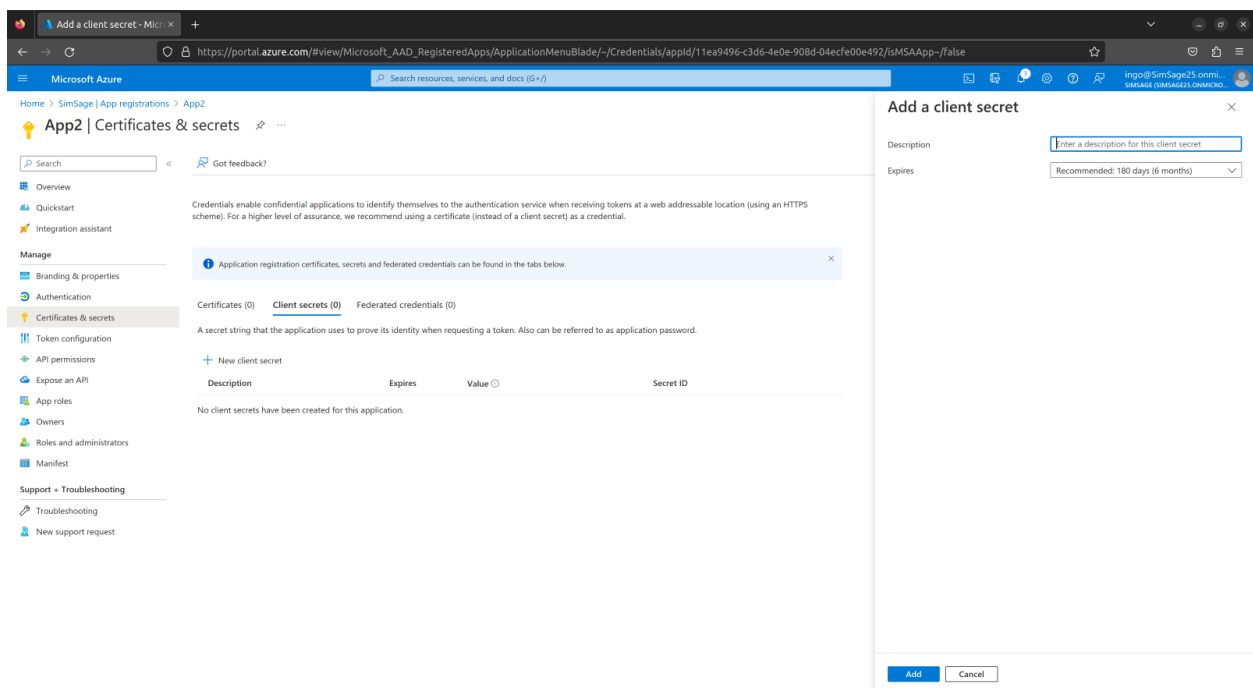 Add a client secret - Micr
https://portal.azure.com/#view/Microsoft_AAD_RegisteredApps/ApplicationMenuBlade/~/Credentials/appId/11ea9496-c3d6-4e0e-908d-04ecfe00e492/isMSAApp~/false
Microsoft Azure
Search resources, services, and docs (G+/)
3
ingo@SimSage25.onmi...
SIMSAGE (SIMSAGE25.ONMICRO...
Home > SimSage | App registrations > App2
App2 | Certificates & secrets
Search
Got feedback?
Overview
Quickstart
Integration assistant
Manage
Branding & properties
Authentication
Certificates & secrets
Token configuration
API permissions
Expose an API
App roles
Owners
Roles and administrators
Manifest
Support + Troubleshooting
Troubleshooting
New support request
Credentials enable confidential applications to identify themselves to the authentication service when receiving tokens at a web addressable location (using an HTTPS
scheme). For a higher level of assurance, we recommend using a certificate (instead of a client secret) as a credential.
Application registration certificates, secrets and federated credentials can be found in the tabs below.
Certificates (0) Client secrets (0) Federated credentials (0)
A secret string that the application uses to prove its identity when requesting a token. Also can be referred to as application password.
New client secret
Description Expires Value Secret ID
No client secrets have been created for this application.
Add a client secret
Description
Enter a description for this client secret
Expires
Recommended: 180 days (6 months)
Add Cancel